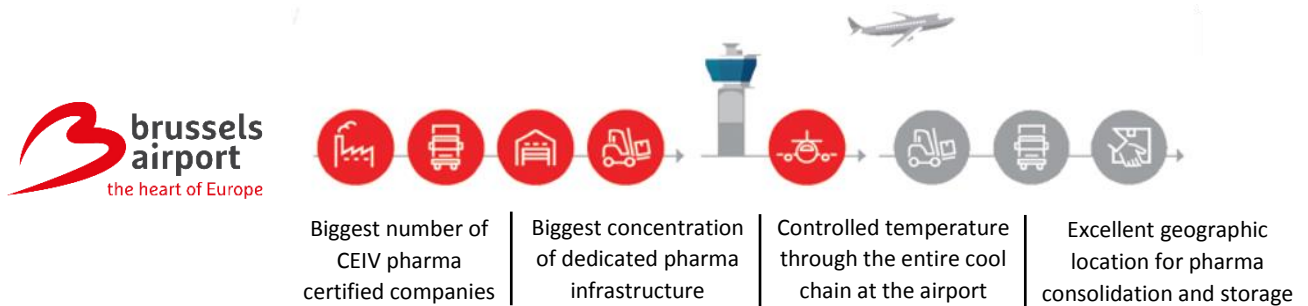 brussels
airport
the heart of Europe
Biggest number of
CEIV pharma
certified companies
Biggest concentration
of dedicated pharma
infrastructure
Controlled temperature
through the entire cool
chain at the airport
Excellent geographic
location for pharma
consolidation and storage